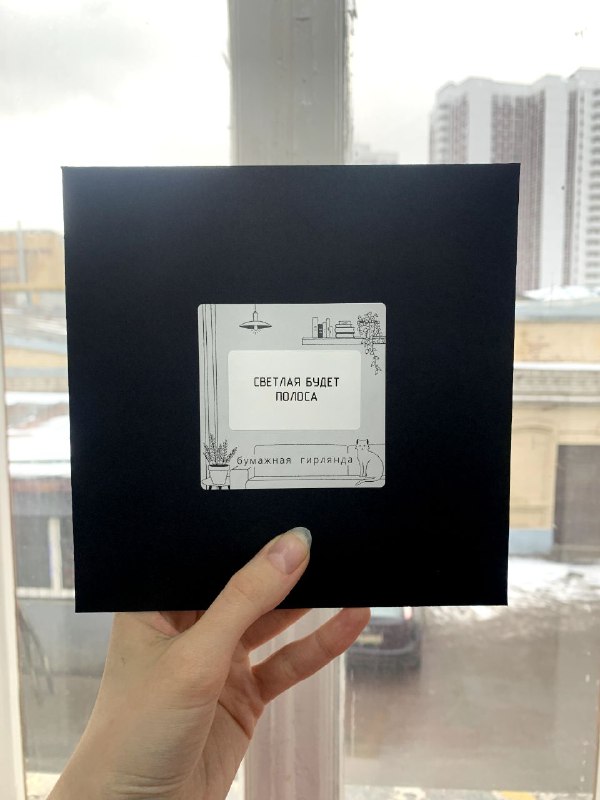 СВЕТЛАЯ БУДЕТ
ПОЛОСА
бумажная гирлянда